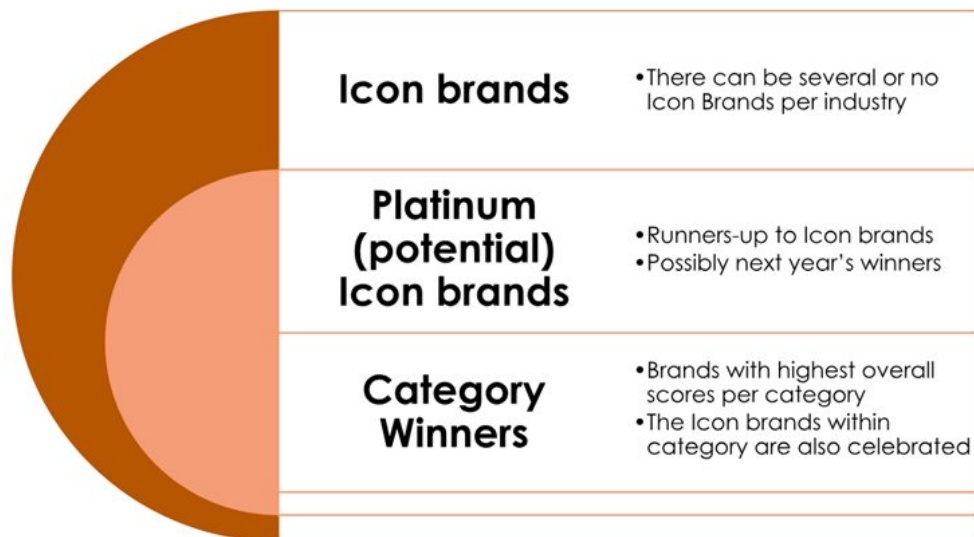 Icon brands
•There can be several or no
Icon Brands per industry
Platinum
(potential)
Icon brands
•Runners-up to Icon brands
•Possibly next year’s winners
Category
Winners
•Brands with highest overall
scores per category
•The Icon brands within
category are also celebrated